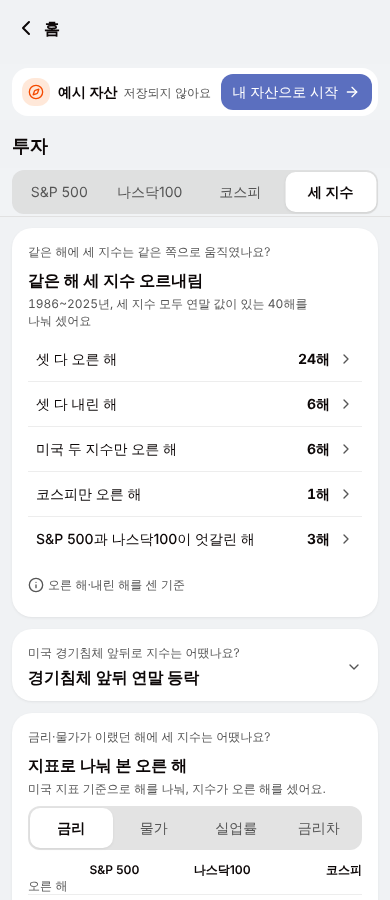 홈
예시 자산 저장되지 않아요 내 자산으로 시작 →
투자
S&P 500 나스닥100 코스피 세 지수
같은 해에 세 지수는 같은 쪽으로 움직였나요?
같은 해 세 지수 오르내림
1986~2025년, 세 지수 모두 연말 값이 있는 40해를
나눠 셌어요
셋 다 오른 해 24해
셋 다 내린 해 6해
미국 두 지수만 오른 해 6해
코스피만 오른 해 1해
S&P 500과 나스닥100이 엇갈린 해 3해
오른 해·내린 해를 센 기준
미국 경기침체 앞뒤로 지수는 어땠나요?
경기침체 앞뒤 연말 등락
금리·물가가 이랬던 해에 세 지수는 어땠나요?
지표로 나눠 본 오른 해
미국 지표 기준으로 해를 나눠, 지수가 오른 해를 셌어요.
금리 물가 실업률 금리차
S&P 500 나스닥100 코스피
오른 해